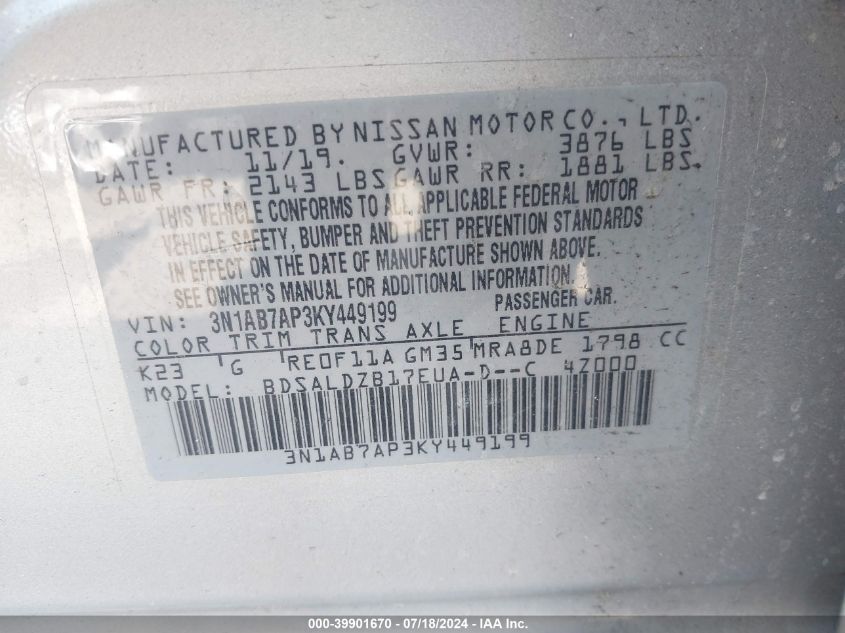 MANUFACTURED BY NISSAN MOTOR CO., LTD.
DATE: 11/19. GVWR: 3876 LBS
GAWR FR: 2143 LBS GAWR RR: 1881 LBS.
THIS VEHICLE CONFORMS TO ALL APPLICABLE FEDERAL MOTOR
VEHICLE SAFETY, BUMPER AND THEFT PREVENTION STANDARDS
IN EFFECT ON THE DATE OF MANUFACTURE SHOWN ABOVE.
SEE OWNER'S MANUAL FOR ADDITIONAL INFORMATION.
VIN: 3N1AB7AP3KY449199 PASSENGER CAR.
COLOR TRIM TRANS AXLE ENGINE
K23 G RE0F11A GM35 MRA8DE 1798 CC
MODEL: BDSALDZB17EUA-D--C 4Z000
3N1AB7AP3KY449199
000-39901670 - 07/18/2024 - IAA Inc.